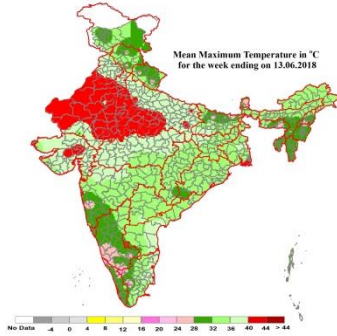 Mean Maximum Temperature in °C
for the week ending on 13.06.2018
No Data -4 0 4 8 12 16 20 24 28 32 36 40 44 > 44